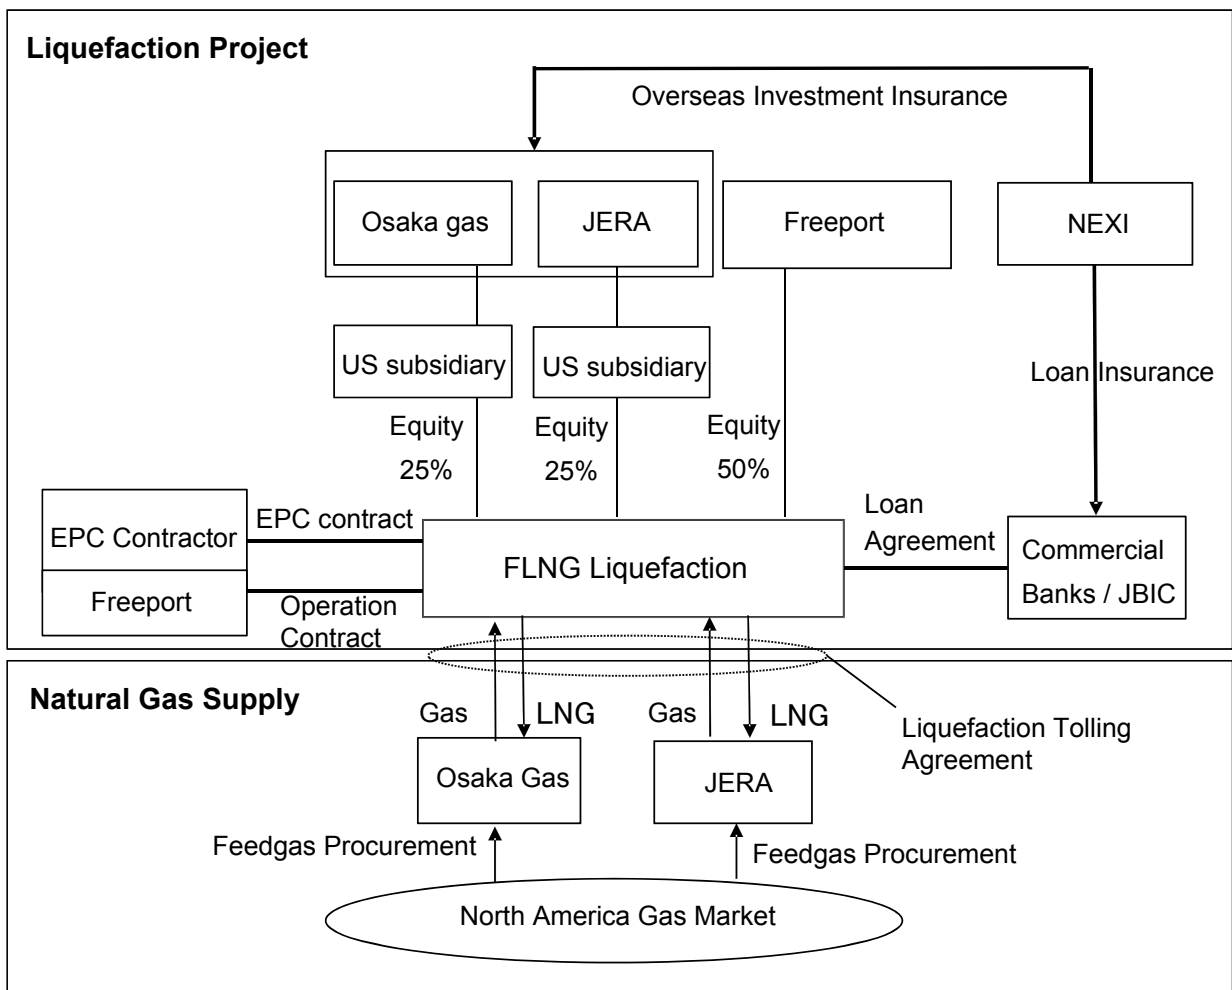 Liquefaction Project
Overseas Investment Insurance
Osaka gas
JERA
Freeport
NEXI
US subsidiary
US subsidiary
Loan Insurance
Equity
25%
Equity
25%
Equity
50%
EPC Contractor
Freeport
EPC contract
Operation
Contract
FLNG Liquefaction
Loan
Agreement
Commercial
Banks / JBIC
Natural Gas Supply
Gas
LNG
Gas
LNG
Liquefaction Tolling
Agreement
Osaka Gas
JERA
Feedgas Procurement
Feedgas Procurement
North America Gas Market